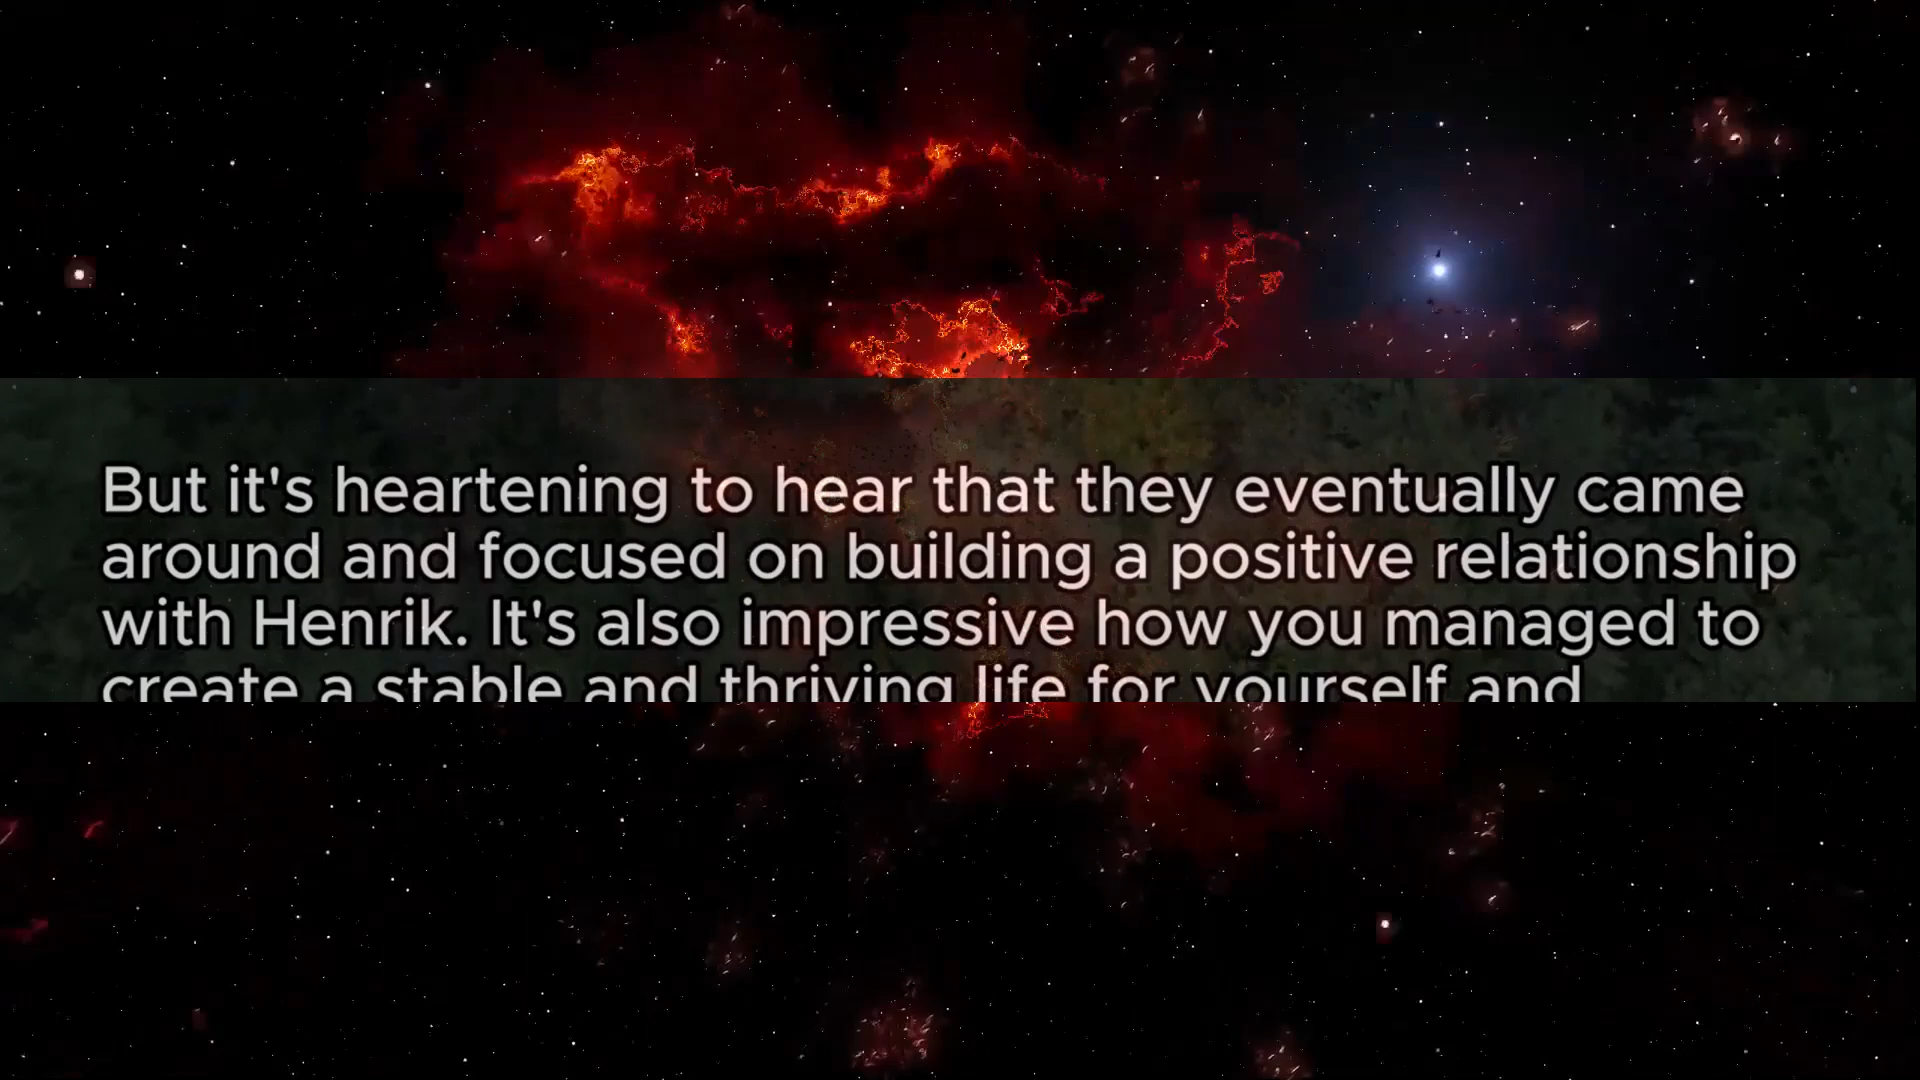 But it's heartening to hear that they eventually came
around and focused on building a positive relationship
with Henrik. It's also impressive how you managed to
create a stable and thriving life for yourself and